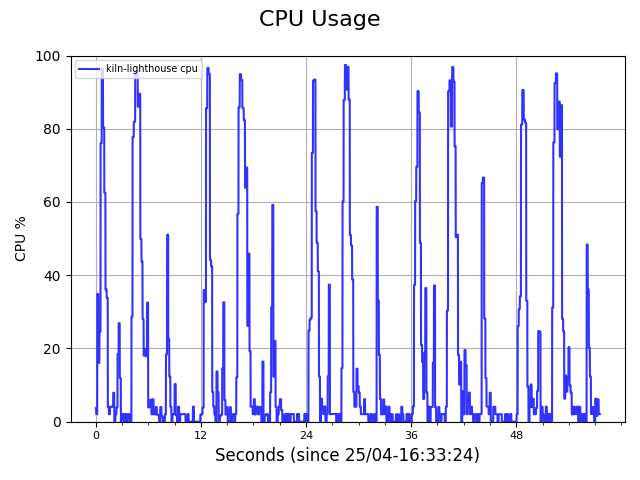 CPU Usage
100
kiln-lighthouse cpu
80
60
CPU %
40
20
0
0 12 24 36 48
Seconds (since 25/04-16:33:24)